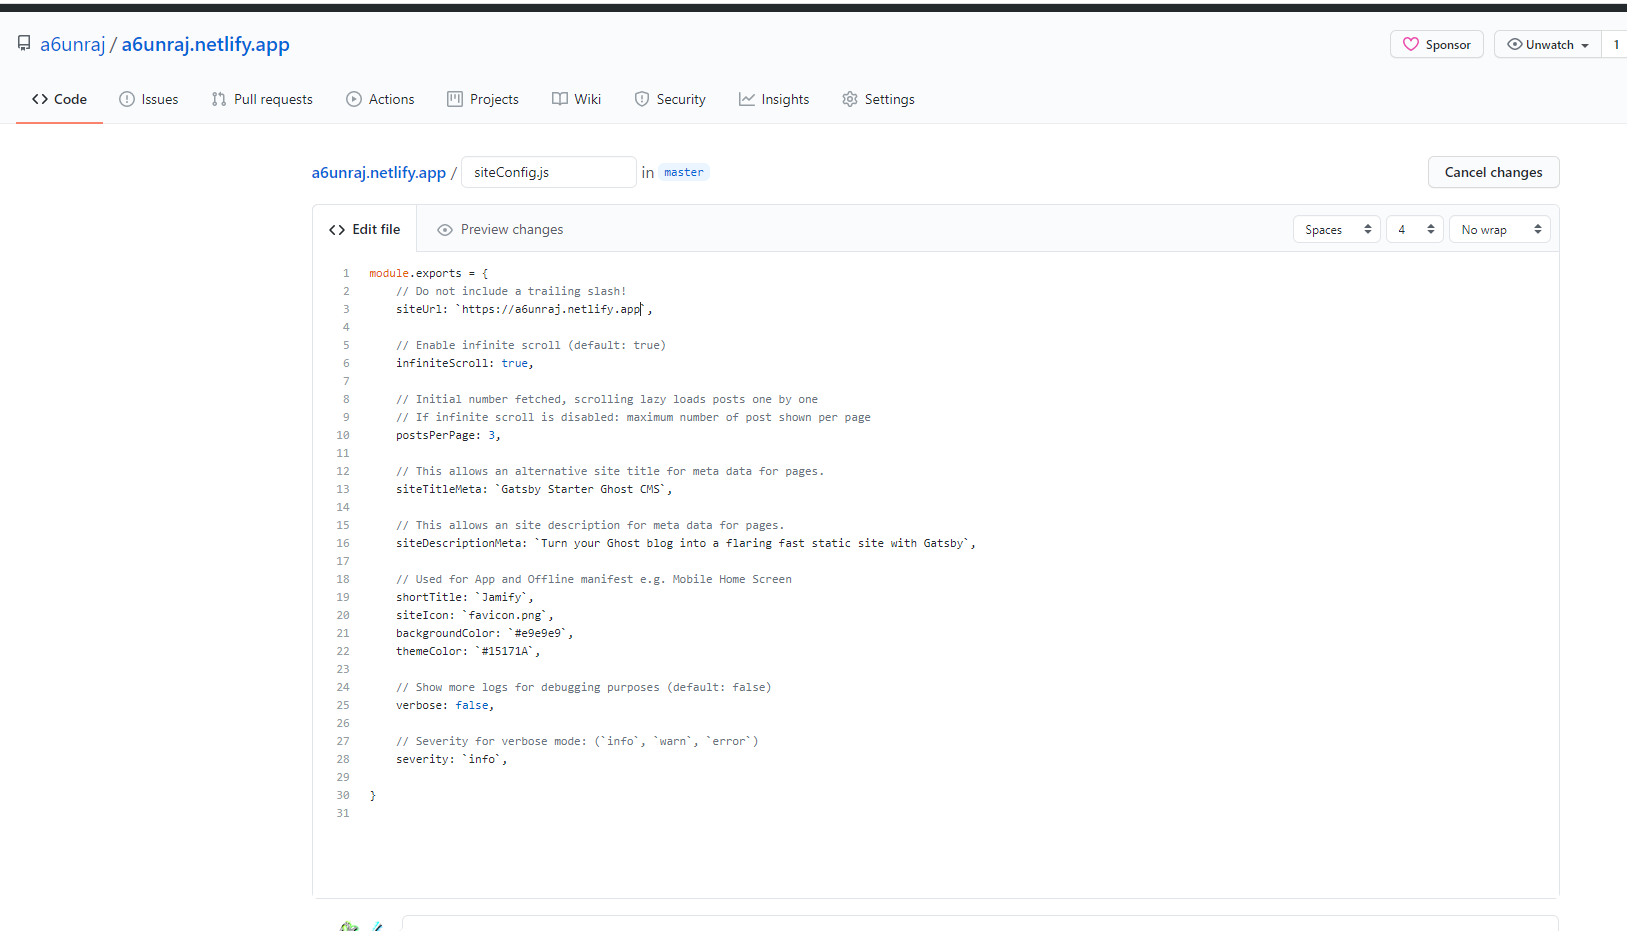 a6unraj / a6unraj.netlify.app
Sponsor
Unwatch
1
Code
Issues
Pull requests
Actions
Projects
Wiki
Security
Insights
Settings
a6unraj.netlify.app / siteConfig.js in master
Cancel changes
Edit file
Preview changes
Spaces
4
No wrap
1 module.exports = {
2 // Do not include a trailing slash!
3 siteUrl: `https://a6unraj.netlify.app`,
4
5 // Enable infinite scroll (default: true)
6 infiniteScroll: true,
7
8 // Initial number fetched, scrolling lazy loads posts one by one
9 // If infinite scroll is disabled: maximum number of post shown per page
10 postsPerPage: 3,
11
12 // This allows an alternative site title for meta data for pages.
13 siteTitleMeta: `Gatsby Starter Ghost CMS`,
14
15 // This allows an site description for meta data for pages.
16 siteDescriptionMeta: `Turn your Ghost blog into a flaring fast static site with Gatsby`,
17
18 // Used for App and Offline manifest e.g. Mobile Home Screen
19 shortTitle: `Jamify`,
20 siteIcon: `favicon.png`,
21 backgroundColor: `#e9e9e9`,
22 themeColor: `#15171A`,
23
24 // Show more logs for debugging purposes (default: false)
25 verbose: false,
26
27 // Severity for verbose mode: (`info`, `warn`, `error`)
28 severity: `info`,
29
30 }
31